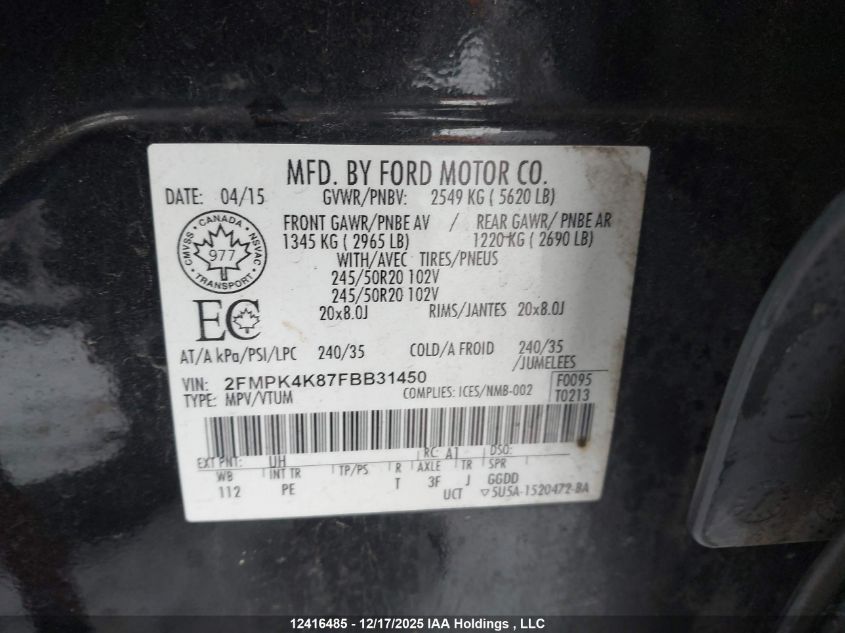 MFD. BY FORD MOTOR CO.
DATE: 04/15 GVWR/PNBV: 2549 KG ( 5620 LB)
FRONT GAWR/PNBE AV / REAR GAWR/ PNBE AR
1345 KG ( 2965 LB) 1220 KG ( 2690 LB)
WITH/AVEC TIRES/PNEUS
245/50R20 102V
245/50R20 102V
20x8.0J RIMS/JANTES 20x8.0J
CMVSS CANADA NSVAC
977
TRANSPORT
EC
AT/A kPa/PSI/LPC 240/35 COLD/A FROID 240/35
/JUMELEES
VIN: 2FMPK4K87FBB31450 F0095
TYPE: MPV/VTUM COMPLIES: ICES/NMB-002 T0213
EXT PNT: UH RC: A1 DSO:
WB INT TR TP/PS R AXLE TR SPR
112 PE T 3F J GGDD
UCT ▽5U5A-1520472-BA
12416485 - 12/17/2025 IAA Holdings , LLC